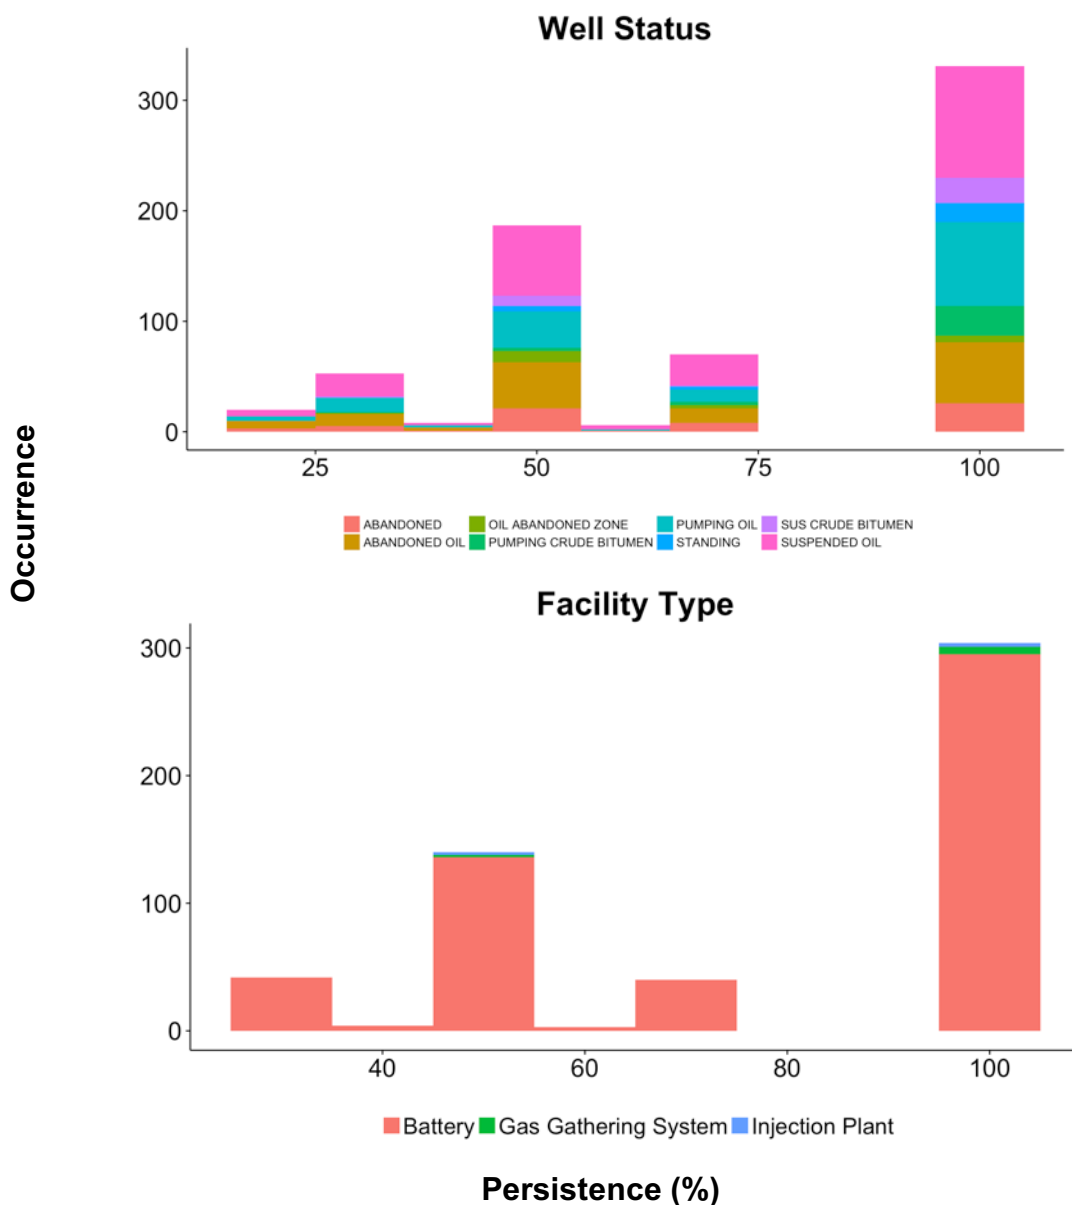 Well Status
300
200
100
0
25 50 75 100
ABANDONED OIL ABANDONED ZONE PUMPING OIL SUS CRUDE BITUMEN
ABANDONED OIL PUMPING CRUDE BITUMEN STANDING SUSPENDED OIL
Occurrence
Facility Type
300
200
100
0
40 60 80 100
Battery Gas Gathering System Injection Plant
Persistence (%)